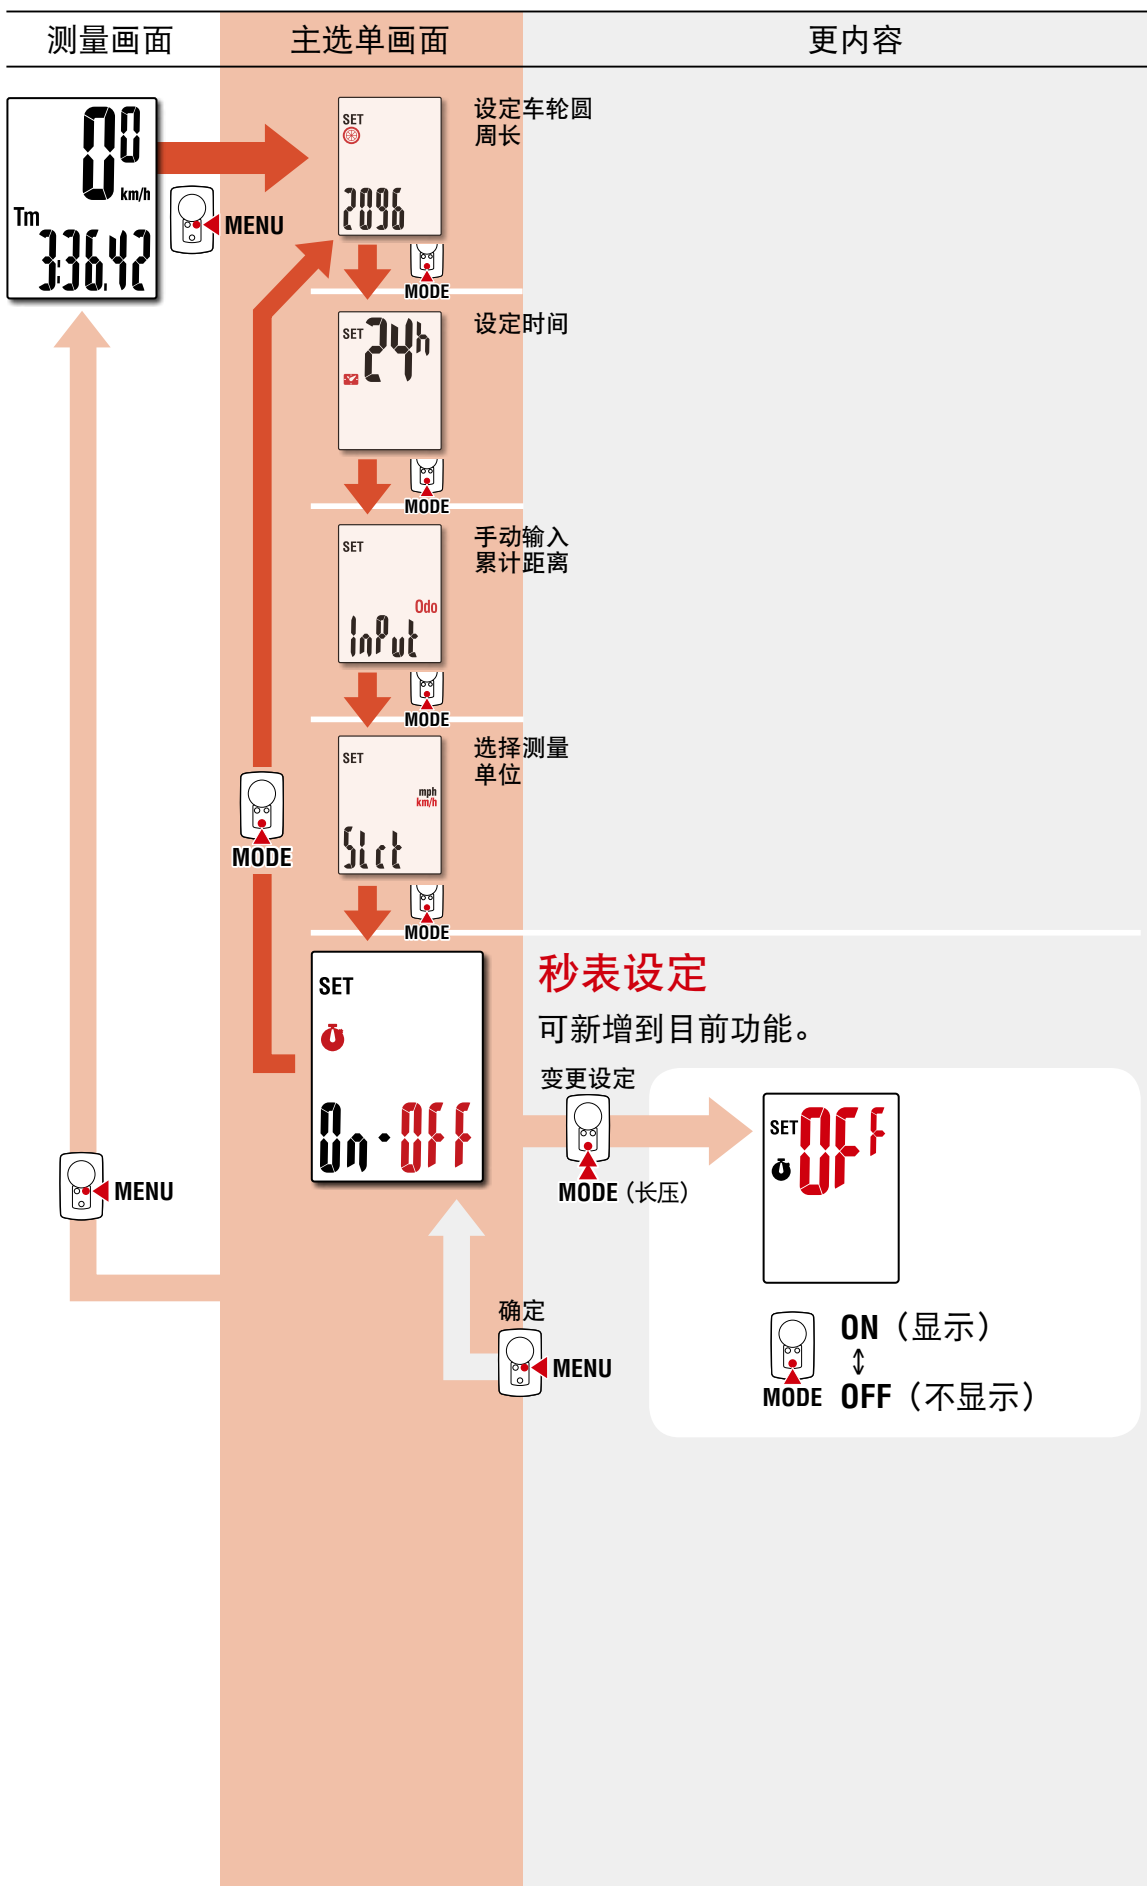 测量画面
主选单画面
更内容
00
km/h
Tm
3:36.42
MENU
SET
2096
设定车轮圆
周长
MODE
SET
24h
设定时间
MODE
SET
Odo
InPut
手动输入
累计距离
MODE
SET
mph
km/h
Slct
选择测量
单位
MODE
MODE
SET
On·OFF
秒表设定
可新增到目前功能。
变更设定
MODE（长压）
SET
OFF
MENU
确定
MENU
ON（显示）
MODE
OFF（不显示）